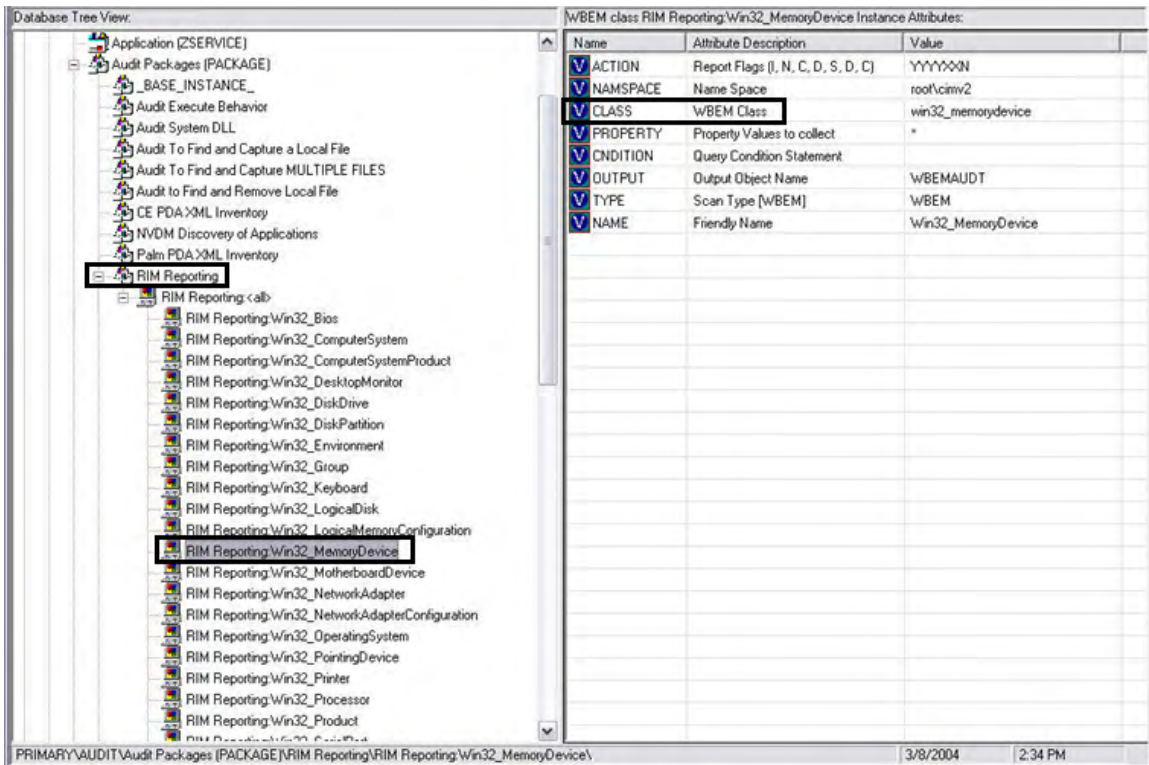 Database Tree View:
Application (ZSERVICE)
Audit Packages (PACKAGE)
_BASE_INSTANCE_
Audit Execute Behavior
Audit System DLL
Audit To Find and Capture a Local File
Audit To Find and Capture MULTIPLE FILES
Audit to Find and Remove Local File
CE PDA XML Inventory
NVDM Discovery of Applications
Palm PDA XML Inventory
RIM Reporting
RIM Reporting:<all>
RIM Reporting:Win32_Bios
RIM Reporting:Win32_ComputerSystem
RIM Reporting:Win32_ComputerSystemProduct
RIM Reporting:Win32_DesktopMonitor
RIM Reporting:Win32_DiskDrive
RIM Reporting:Win32_DiskPartition
RIM Reporting:Win32_Environment
RIM Reporting:Win32_Group
RIM Reporting:Win32_Keyboard
RIM Reporting:Win32_LogicalDisk
RIM Reporting:Win32_LogicalMemoryConfiguration
RIM Reporting:Win32_MemoryDevice
RIM Reporting:Win32_MotherboardDevice
RIM Reporting:Win32_NetworkAdapter
RIM Reporting:Win32_NetworkAdapterConfiguration
RIM Reporting:Win32_OperatingSystem
RIM Reporting:Win32_PointingDevice
RIM Reporting:Win32_Printer
RIM Reporting:Win32_Processor
RIM Reporting:Win32_Product
WBEM class RIM Reporting:Win32_MemoryDevice Instance Attributes:
Name Attribute Description Value
V ACTION Report Flags (I, N, C, D, S, D, C) YYYYXXN
V NAMSPACE Name Space root\cimv2
V CLASS WBEM Class win32_memorydevice
V PROPERTY Property Values to collect *
V CNDITION Query Condition Statement
V OUTPUT Output Object Name WBEMAUDT
V TYPE Scan Type [WBEM] WBEM
V NAME Friendly Name Win32_MemoryDevice
PRIMARY\AUDIT\Audit Packages (PACKAGE)\RIM Reporting\RIM Reporting:Win32_MemoryDevice\ 3/8/2004 2:34 PM